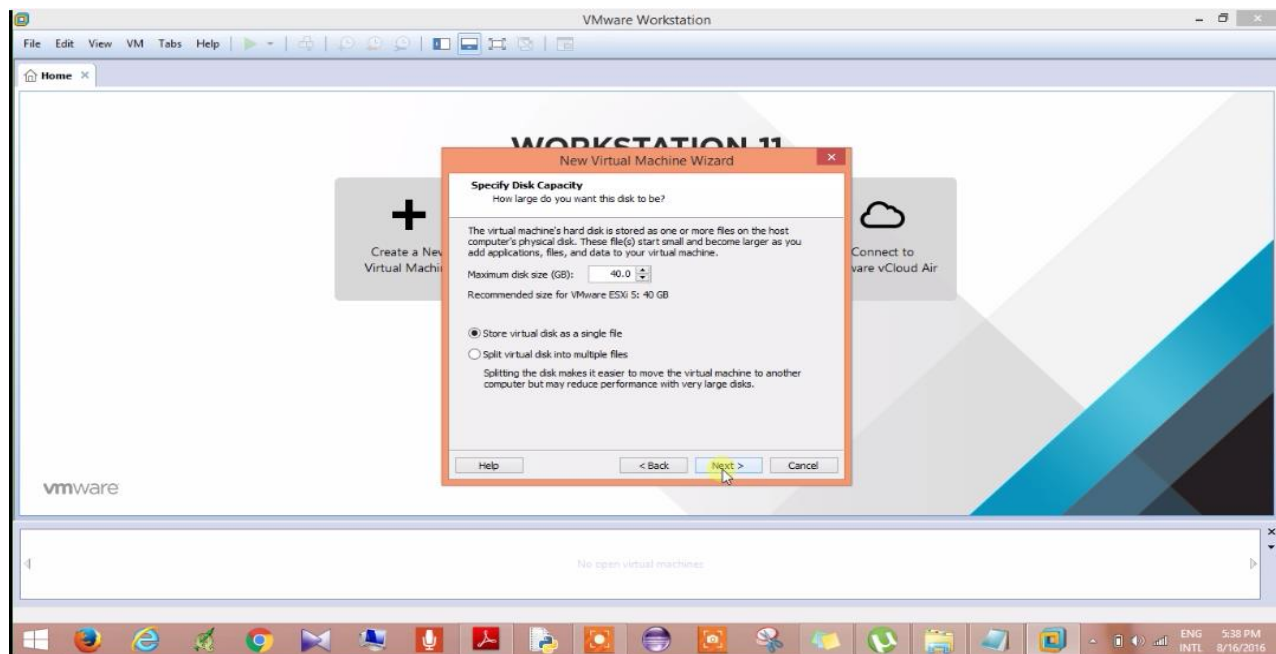 VMware Workstation
File Edit View VM Tabs Help
Home
WORKSTATION 11
New Virtual Machine Wizard
Specify Disk Capacity
How large do you want this disk to be?
The virtual machine's hard disk is stored as one or more files on the host
computer's physical disk. These file(s) start small and become larger as you
add applications, files, and data to your virtual machine.
Maximum disk size (GB): 40.0
Recommended size for VMware ESXi 5: 40 GB
Store virtual disk as a single file
Split virtual disk into multiple files
Splitting the disk makes it easier to move the virtual machine to another
computer but may reduce performance with very large disks.
Help < Back Next > Cancel
Create a New
Virtual Machi
Connect to
ware vCloud Air
vmware
No open virtual machines
ENG 5:38 PM
INTL 8/16/2016